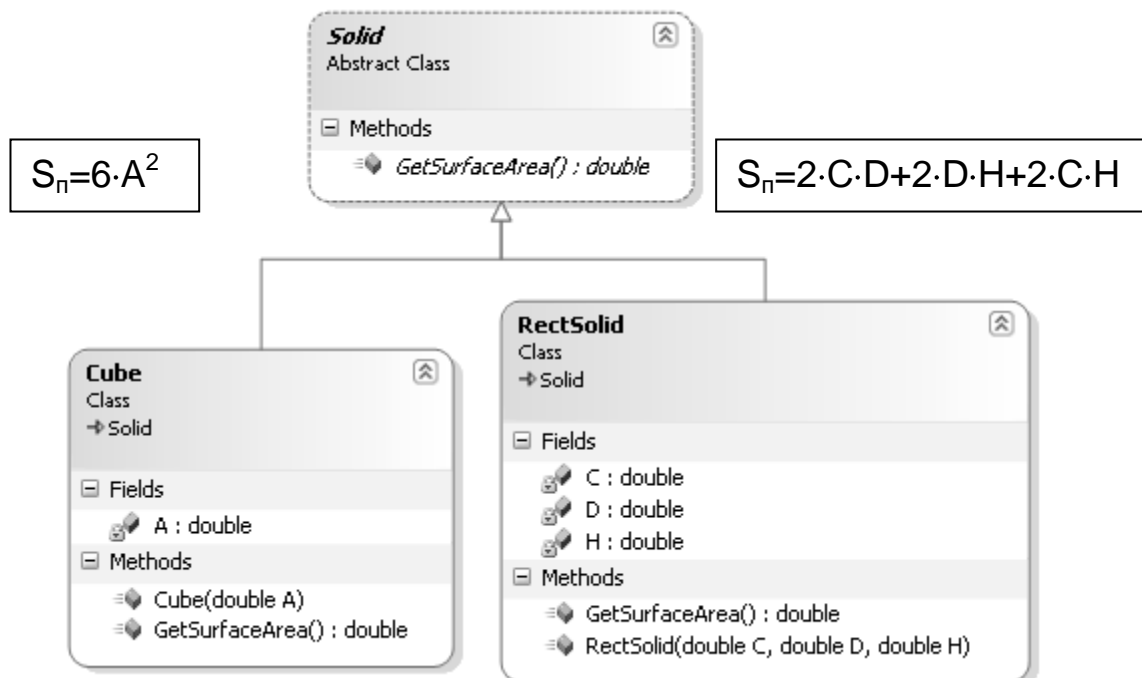 Solid
Abstract Class
Methods
GetSurfaceArea() : double
Sп=6·A²
Sп=2·C·D+2·D·H+2·C·H
Cube
Class
Solid
Fields
A : double
Methods
Cube(double A)
GetSurfaceArea() : double
RectSolid
Class
Solid
Fields
C : double
D : double
H : double
Methods
GetSurfaceArea() : double
RectSolid(double C, double D, double H)